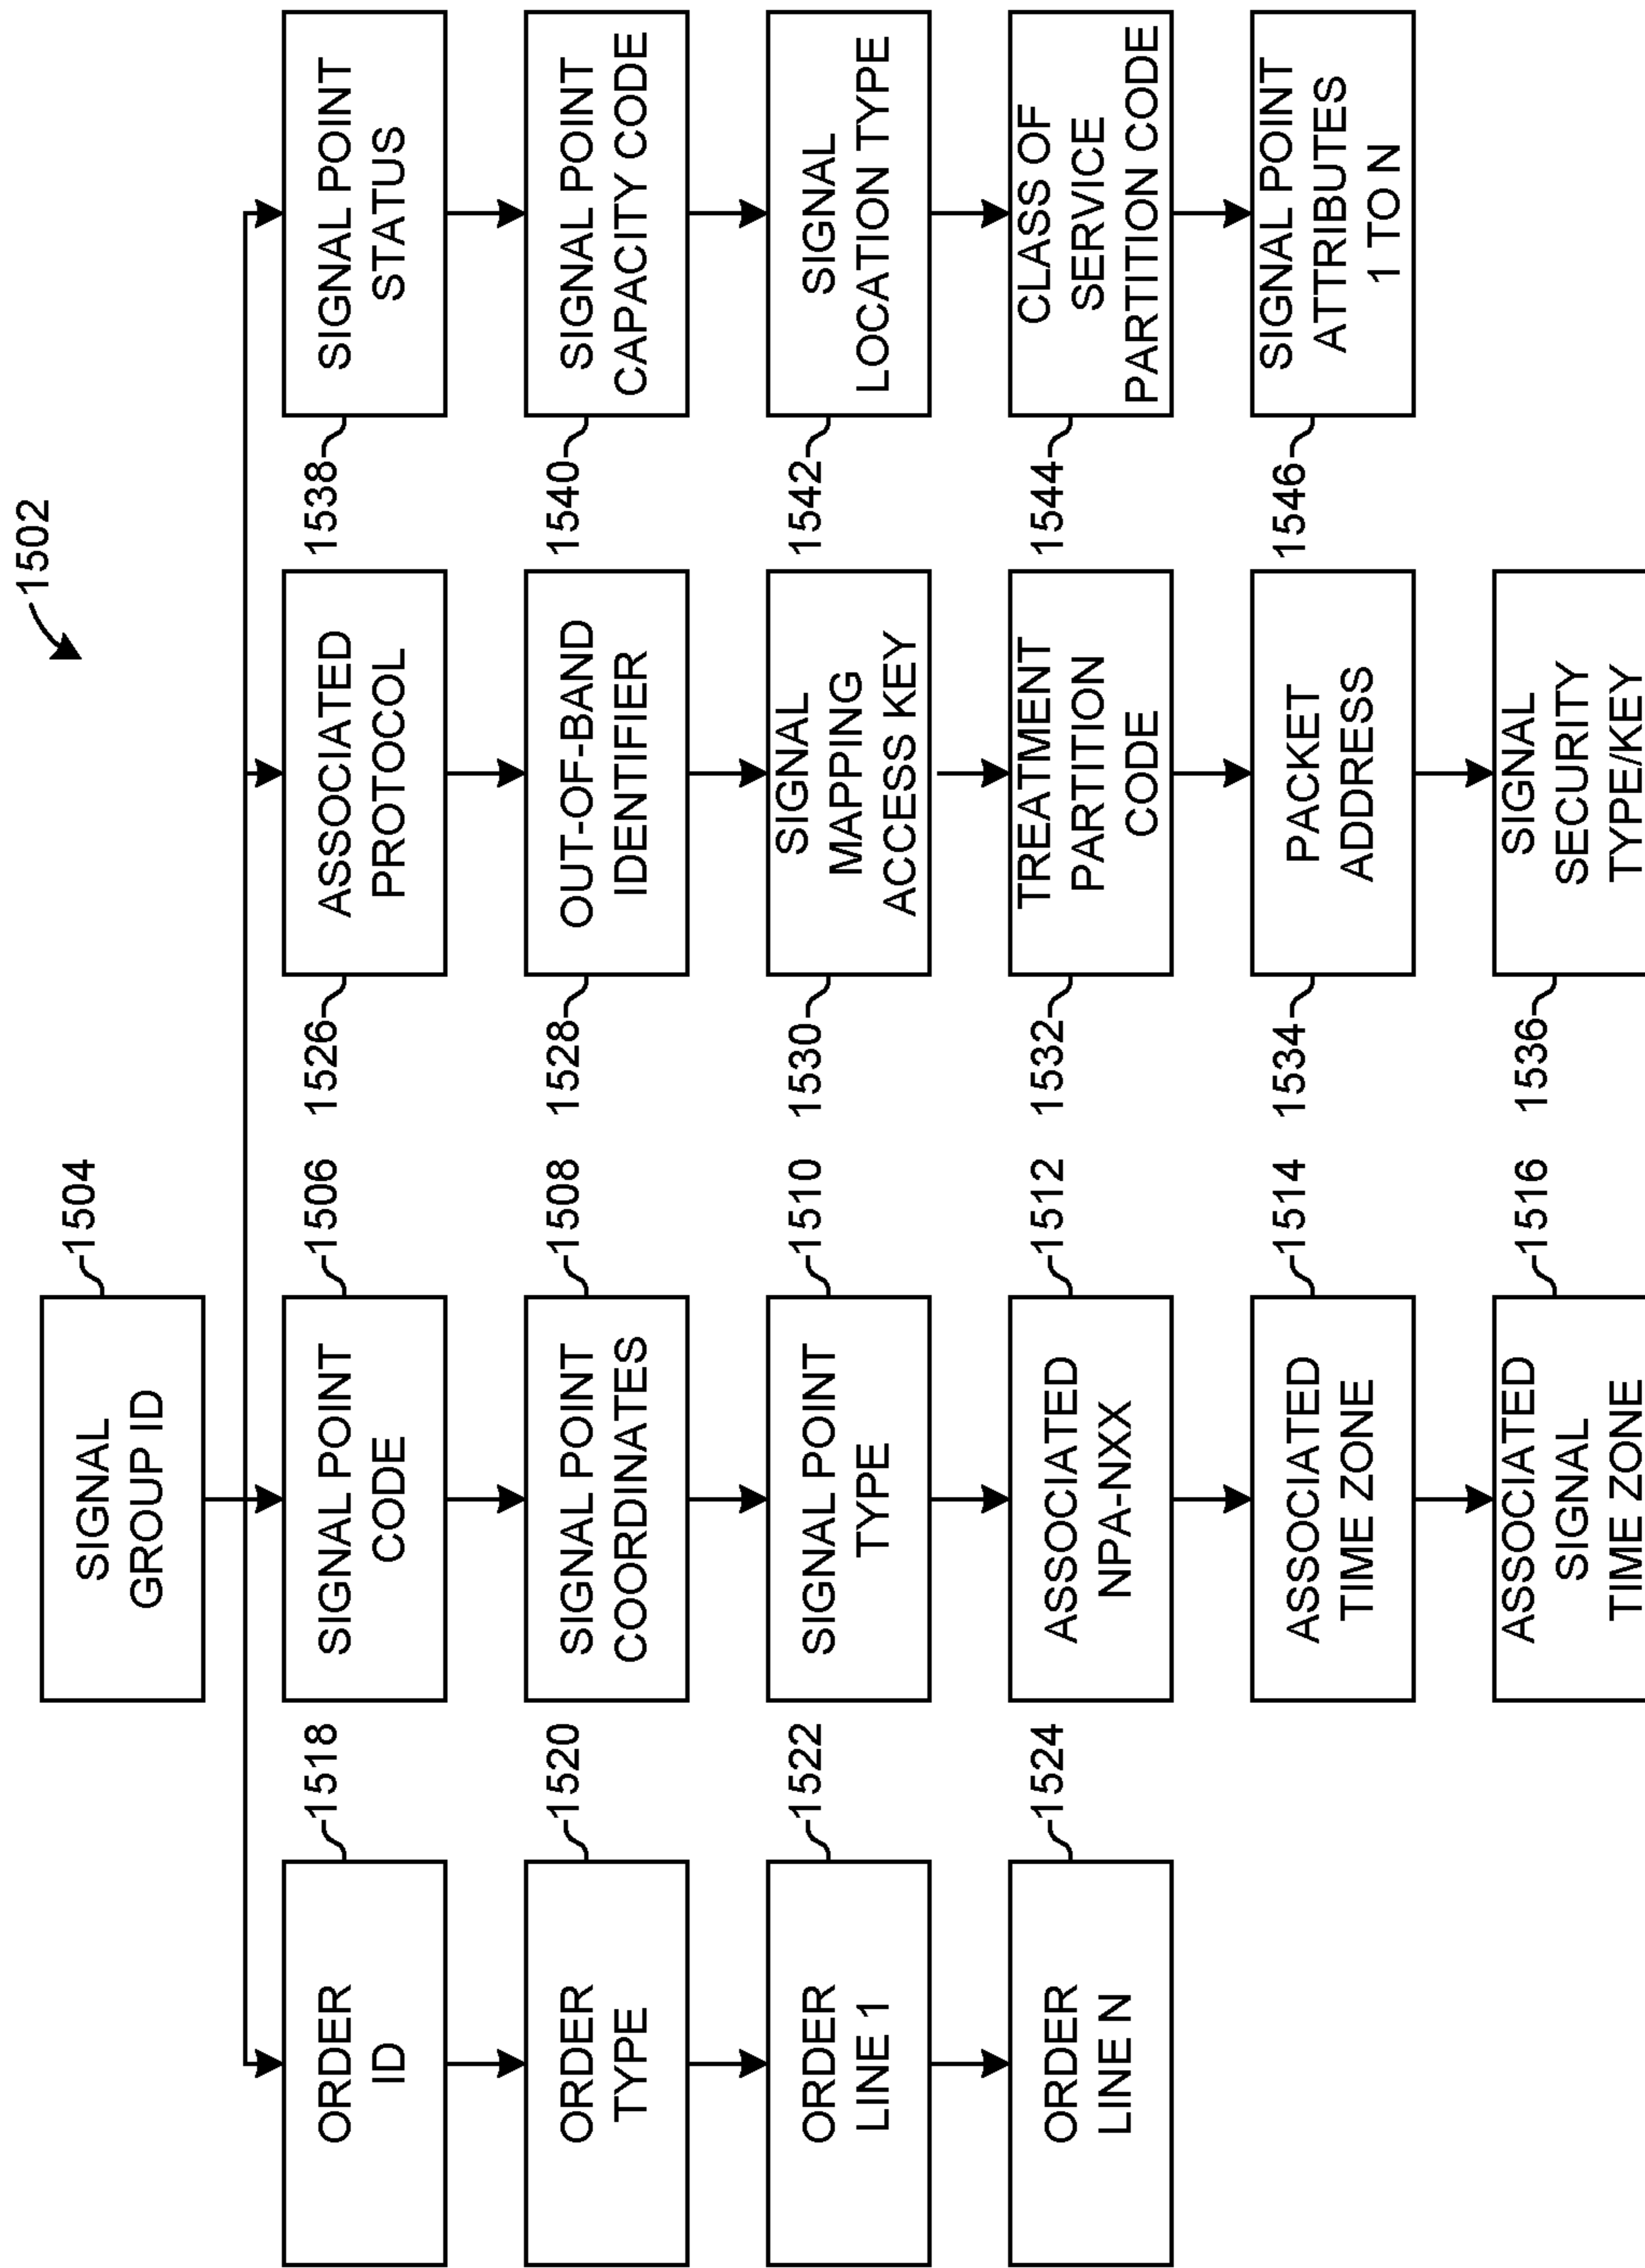 1502
SIGNAL
GROUP ID
1504
ORDER
ID
1518
ORDER
TYPE
1520
ORDER
LINE 1
1522
ORDER
LINE N
1524
SIGNAL POINT
CODE
1506
SIGNAL POINT
COORDINATES
1508
SIGNAL POINT
TYPE
1510
ASSOCIATED
NPA-NXX
1512
ASSOCIATED
TIME ZONE
1514
ASSOCIATED
SIGNAL
TIME ZONE
1516
ASSOCIATED
PROTOCOL
1526
OUT-OF-BAND
IDENTIFIER
1528
SIGNAL
MAPPING
ACCESS KEY
1530
TREATMENT
PARTITION
CODE
1532
PACKET
ADDRESS
1534
SIGNAL
SECURITY
TYPE/KEY
1536
SIGNAL POINT
STATUS
1538
SIGNAL POINT
CAPACITY CODE
1540
SIGNAL
LOCATION TYPE
1542
CLASS OF
SERVICE
PARTITION CODE
1544
SIGNAL POINT
ATTRIBUTES
1 TO N
1546